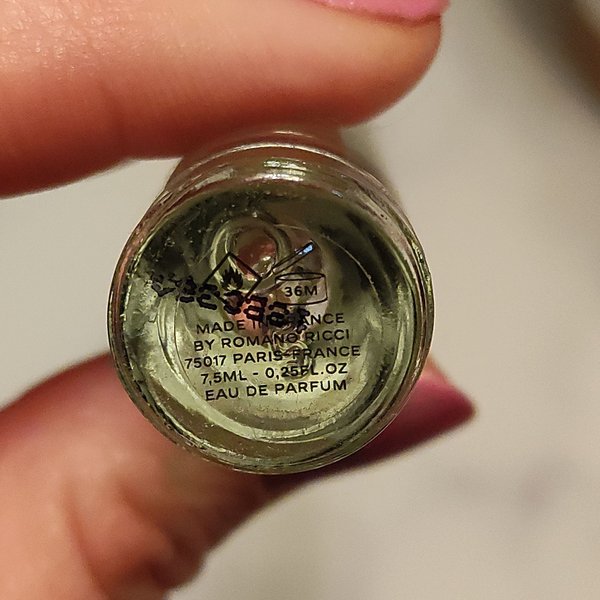 36M
MADE IN FRANCE
BY ROMANO RICCI
75017 PARIS-FRANCE
7,5ML - 0,25FL.OZ
EAU DE PARFUM